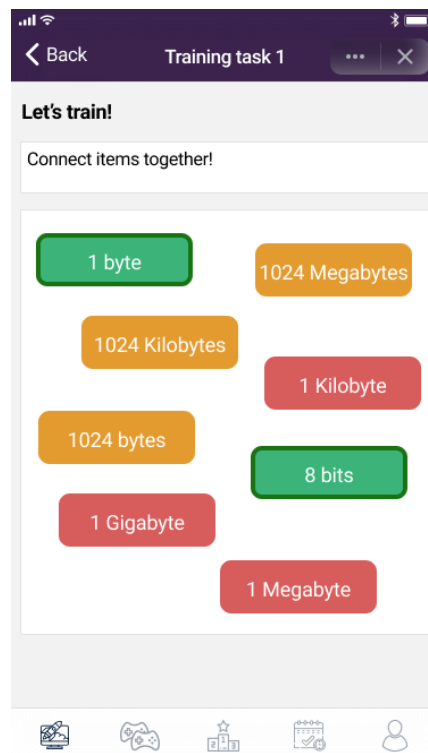 Back
Training task 1
Let's train!
Connect items together!
1 byte
1024 Megabytes
1024 Kilobytes
1 Kilobyte
1024 bytes
8 bits
1 Gigabyte
1 Megabyte